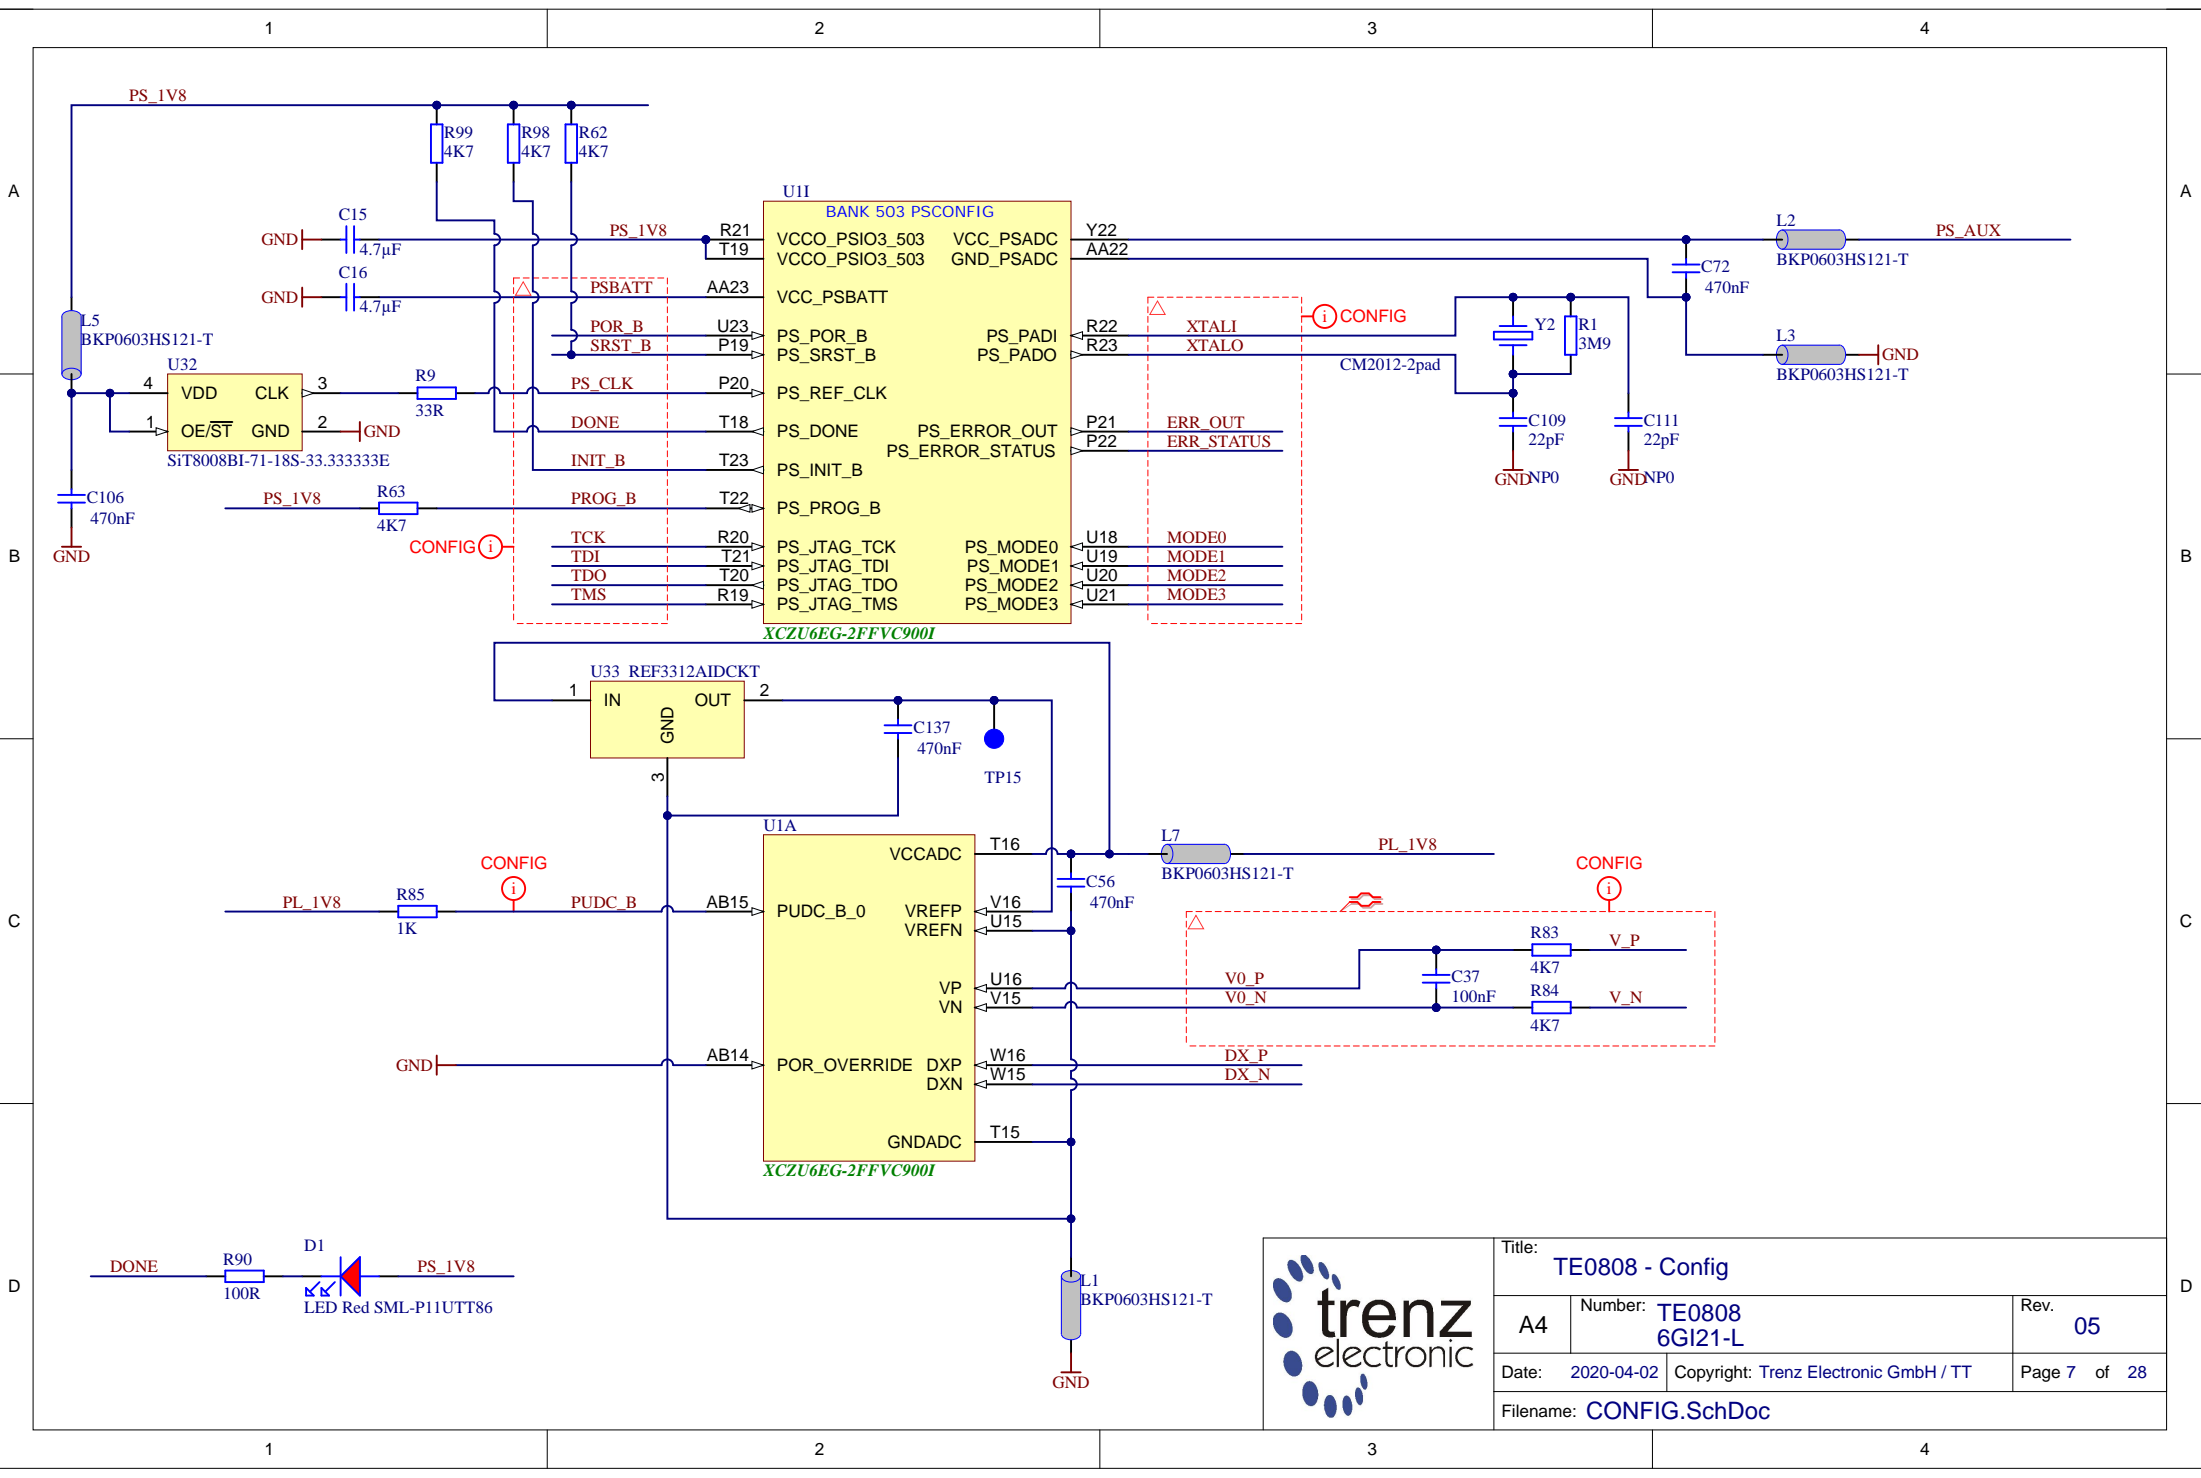 1 2 3 4
A A
B B
C C
D D
PS_1V8
R99
4K7
R98
4K7
R62
4K7
U1I
BANK 503 PSCONFIG
C15
4.7µF
GND
PS_1V8
R21 VCCO_PSIO3_503
T19 VCCO_PSIO3_503
C16
4.7µF
GND
PSBATT
AA23 VCC_PSBATT
POR_B U23 PS_POR_B
SRST_B P19 PS_SRST_B
L5
BKP0603HS121-T
U32
4 VDD CLK 3
1 OE/ST GND 2 GND
SiT8008BI-71-18S-33.333333E
R9
33R
PS_CLK P20 PS_REF_CLK
DONE T18 PS_DONE
INIT_B T23 PS_INIT_B
C106
470nF
GND
PS_1V8
R63
4K7
PROG_B T22 PS_PROG_B
CONFIG i
TCK R20 PS_JTAG_TCK
TDI T21 PS_JTAG_TDI
TDO T20 PS_JTAG_TDO
TMS R19 PS_JTAG_TMS
VCC_PSADC Y22
GND_PSADC AA22
PS_PADI R22 XTALI
PS_PADO R23 XTALO
PS_ERROR_OUT P21 ERR_OUT
PS_ERROR_STATUS P22 ERR_STATUS
PS_MODE0 U18 MODE0
PS_MODE1 U19 MODE1
PS_MODE2 U20 MODE2
PS_MODE3 U21 MODE3
XCZU6EG-2FFVC900I
i CONFIG
CM2012-2pad
Y2
R1
3M9
C109
22pF
GND NP0
C111
22pF
GND NP0
C72
470nF
L2
BKP0603HS121-T
PS_AUX
L3
BKP0603HS121-T
GND
U33 REF3312AIDCKT
1 IN OUT 2
GND
3
C137
470nF
TP15
U1A
VCCADC T16
L7
BKP0603HS121-T
PL_1V8
C56
470nF
CONFIG
i
PL_1V8
R85
1K
PUDC_B AB15 PUDC_B_0
VREFP V16
VREFN U15
VP U16 V0_P
VN V15 V0_N
CONFIG
i
R83
4K7
V_P
C37
100nF
R84
4K7
V_N
GND AB14 POR_OVERRIDE
DXP W16 DX_P
DXN W15 DX_N
GNDADC T15
XCZU6EG-2FFVC900I
DONE
R90
100R
D1
PS_1V8
LED Red SML-P11UTT86
L1
BKP0603HS121-T
GND
trenz
electronic
Title:
TE0808 - Config
A4
Number: TE0808
6GI21-L
Rev.
05
Date: 2020-04-02 Copyright: Trenz Electronic GmbH / TT Page 7 of 28
Filename: CONFIG.SchDoc
1 2 3 4